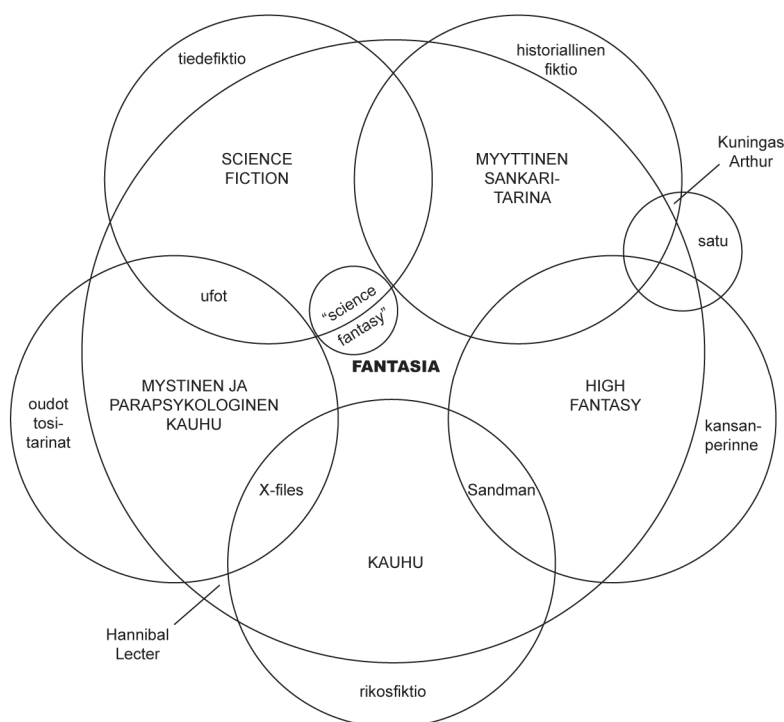 tiedefiktio
historiallinen
fiktio
Kuningas
Arthur
SCIENCE
FICTION
MYYTTINEN
SANKARI-
TARINA
satu
ufot
"science
fantasy"
FANTASIA
MYSTINEN JA
PARAPSYKOLOGINEN
KAUHU
HIGH
FANTASY
oudot
tosi-
tarinat
kansan-
perinne
X-files
Sandman
KAUHU
Hannibal
Lecter
rikosfiktio